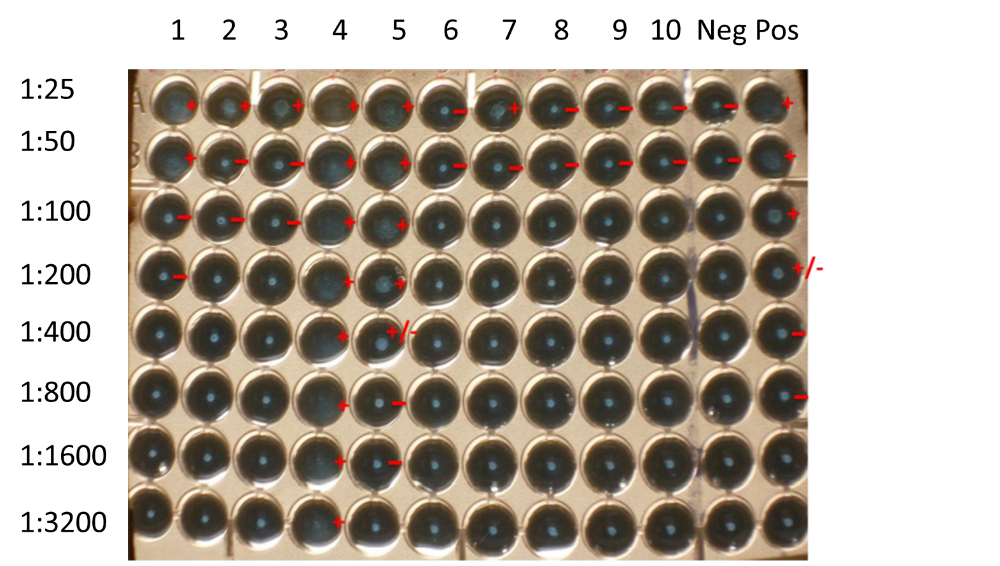 1 2 3 4 5 6 7 8 9 10 Neg Pos
1:25
A + + + + + - + - - - - +
1:50
B + - - + + - - - - - - +
1:100
- - - + + +
1:200
- + + +/-
1:400
+ +/- -
1:800
+ - -
1:1600
+ -
1:3200
+